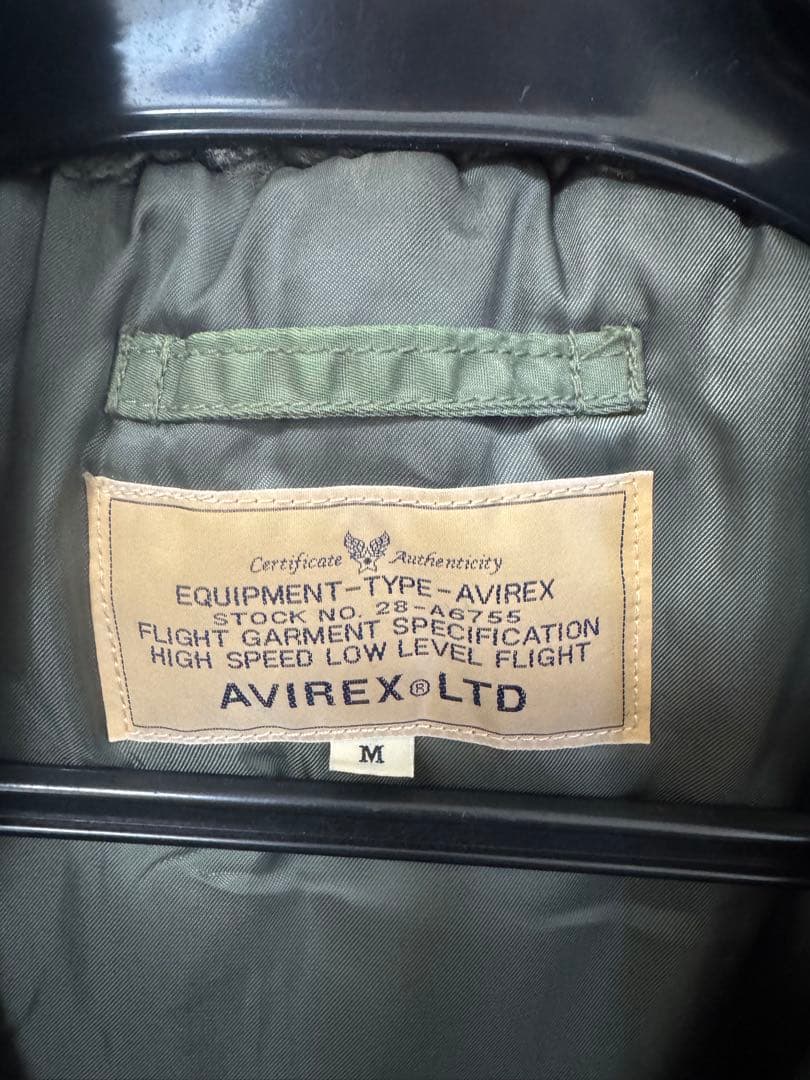 Certificate Authenticity
EQUIPMENT-TYPE-AVIREX
STOCK NO. 28-A6755
FLIGHT GARMENT SPECIFICATION
HIGH SPEED LOW LEVEL FLIGHT
AVIREX® LTD
M